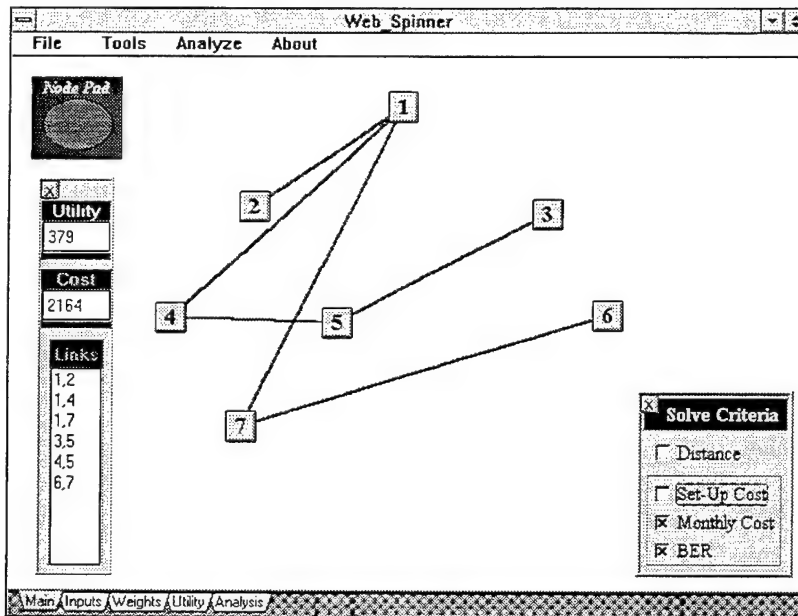 Web_Spinner
File Tools Analyze About
Node Pad
1
2
3
4
5
6
7
X
Utility
379
Cost
2164
Links
1,2
1,4
1,7
3,5
4,5
6,7
X
Solve Criteria
Distance
Set-Up Cost
Monthly Cost
BER
Main Inputs Weights Utility Analysis